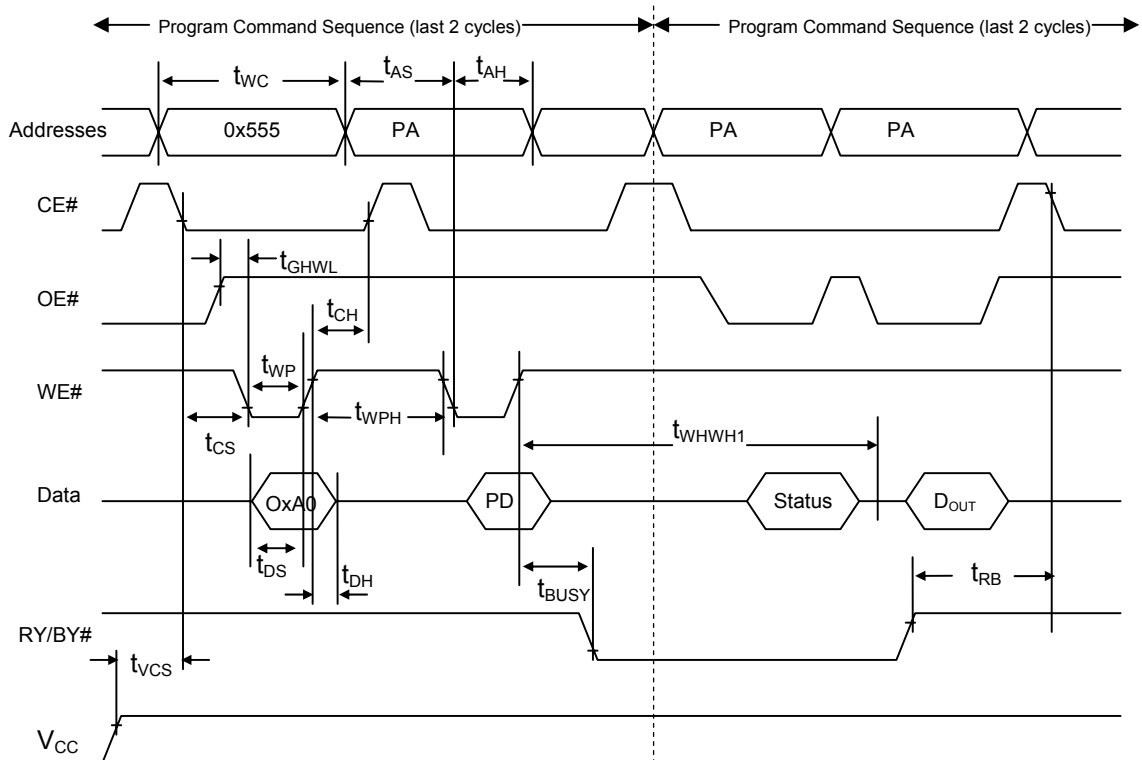 Program Command Sequence (last 2 cycles) Program Command Sequence (last 2 cycles)
tWC tAS tAH
Addresses 0x555 PA PA PA
CE#
tGHWL
OE#
tCH
tWP
WE#
tWPH
tWHWH1
tCS
Data OxA0 PD Status DOUT
tDS tDH tBUSY tRB
RY/BY#
tVCS
VCC